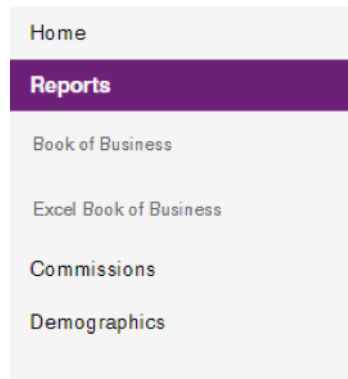 Home
Reports
Book of Business
Excel Book of Business
Commissions
Demographics